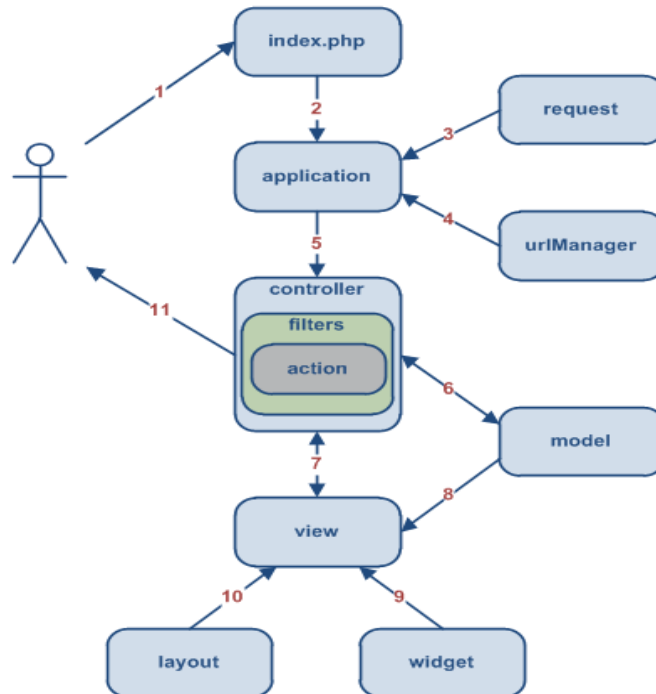 index.php
1
2
request
3
application
4
urlManager
5
controller
filters
11
action
6
model
7
8
view
10
9
layout
widget